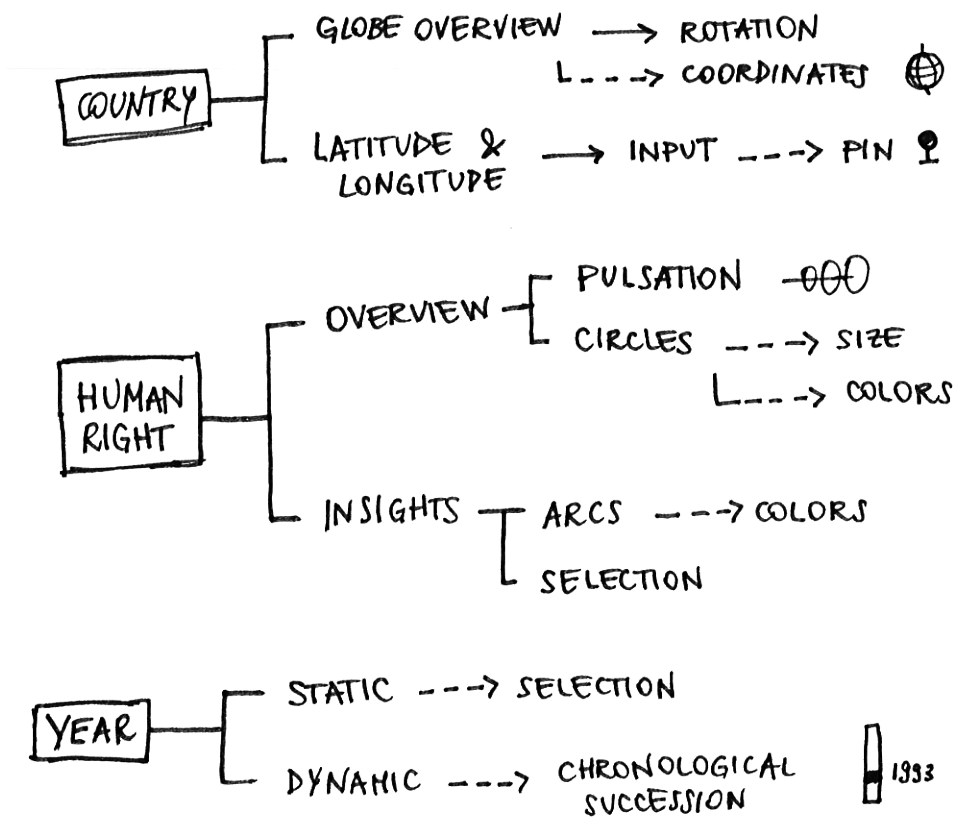 GLOBE OVERVIEW ROTATION
COORDINATES
COUNTRY
LATITUDE &
LONGITUDE
INPUT PIN
PULSATION
OVERVIEW
CIRCLES SIZE
COLORS
HUMAN
RIGHT
INSIGHTS ARCS COLORS
SELECTION
STATIC SELECTION
YEAR
DYNAMIC CHRONOLOGICAL
SUCCESSION
1993